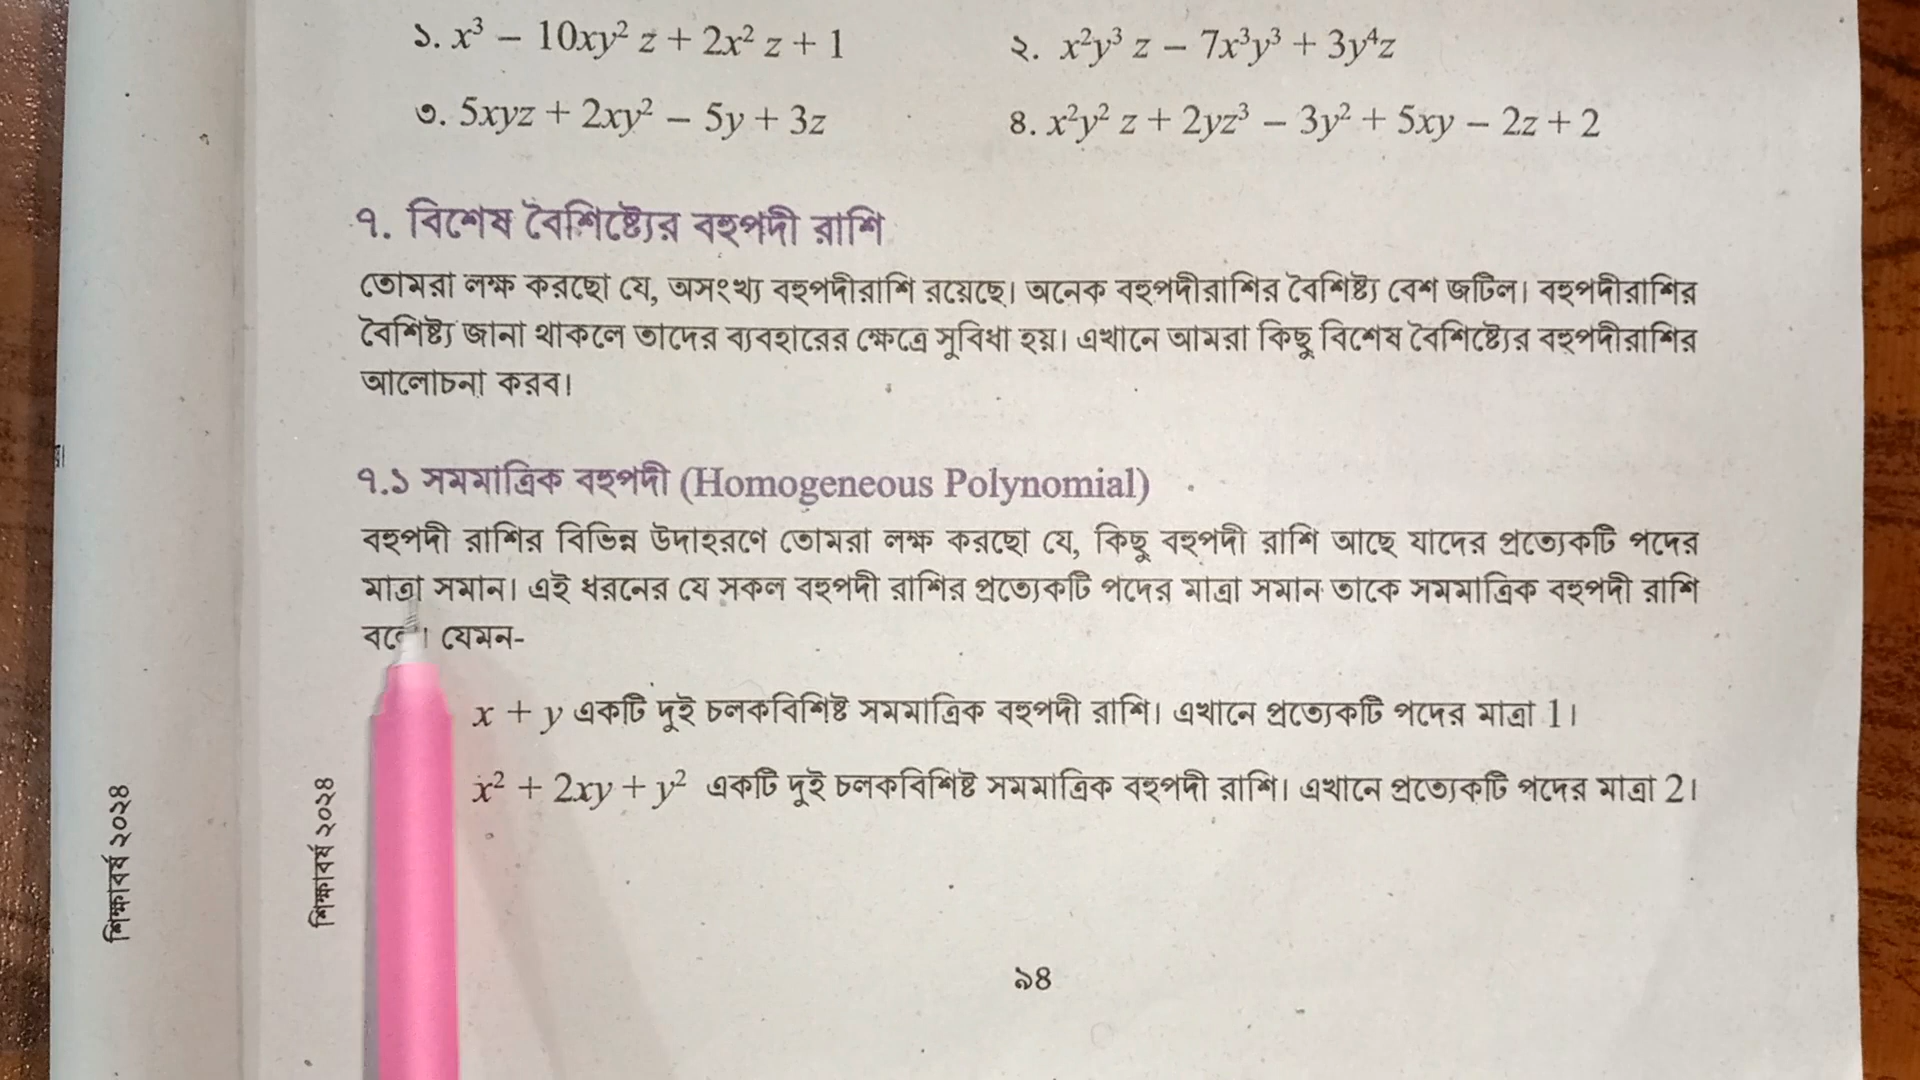 ১. x³ − 10xy² z + 2x² z + 1
২. x²y³ z − 7x³y³ + 3y⁴z
৩. 5xyz + 2xy² − 5y + 3z
8. x²y² z + 2yz³ − 3y² + 5xy − 2z + 2
৭. বিশেষ বৈশিষ্ট্যের বহুপদী রাশি
তোমরা লক্ষ করছো যে, অসংখ্য বহুপদীরাশি রয়েছে। অনেক বহুপদীরাশির বৈশিষ্ট্য বেশ জটিল। বহুপদীরাশির
বৈশিষ্ট্য জানা থাকলে তাদের ব্যবহারের ক্ষেত্রে সুবিধা হয়। এখানে আমরা কিছু বিশেষ বৈশিষ্ট্যের বহুপদীরাশির
আলোচনা করব।
৭.১ সমমাত্রিক বহুপদী (Homogeneous Polynomial)
বহুপদী রাশির বিভিন্ন উদাহরণে তোমরা লক্ষ করছো যে, কিছু বহুপদী রাশি আছে যাদের প্রত্যেকটি পদের
মাত্রা সমান। এই ধরনের যে সকল বহুপদী রাশির প্রত্যেকটি পদের মাত্রা সমান তাকে সমমাত্রিক বহুপদী রাশি
বলে। যেমন-
x + y একটি দুই চলকবিশিষ্ট সমমাত্রিক বহুপদী রাশি। এখানে প্রত্যেকটি পদের মাত্রা 1।
x² + 2xy + y² একটি দুই চলকবিশিষ্ট সমমাত্রিক বহুপদী রাশি। এখানে প্রত্যেকটি পদের মাত্রা 2।
শিক্ষাবর্ষ ২০২৪
শিক্ষাবর্ষ ২০২৪
৯৪